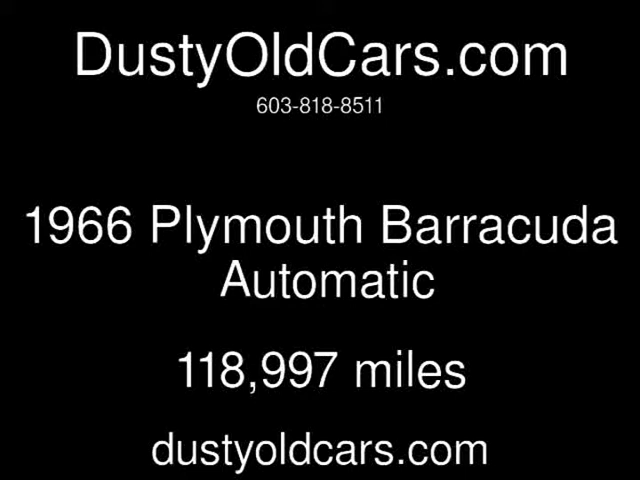 DustyOldCars.com
603-818-8511
1966 Plymouth Barracuda
Automatic
118,997 miles
dustyoldcars.com